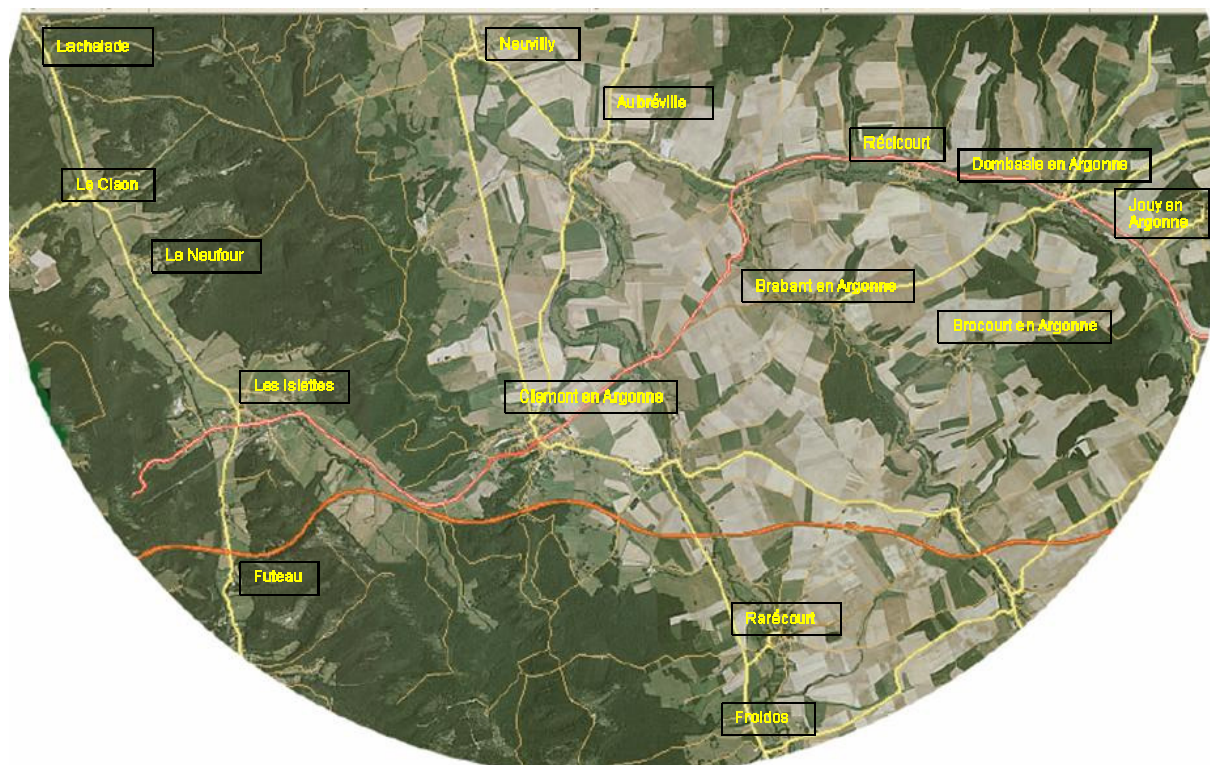 Lachalade
Neuvilly
Aubréville
Récicourt
Dombasle en Argonne
Le Claon
Jouy en
Argonne
Le Neufour
Brabant en Argonne
Brocourt en Argonne
Les Islettes
Clermont en Argonne
Futeau
Rarécourt
Froidos